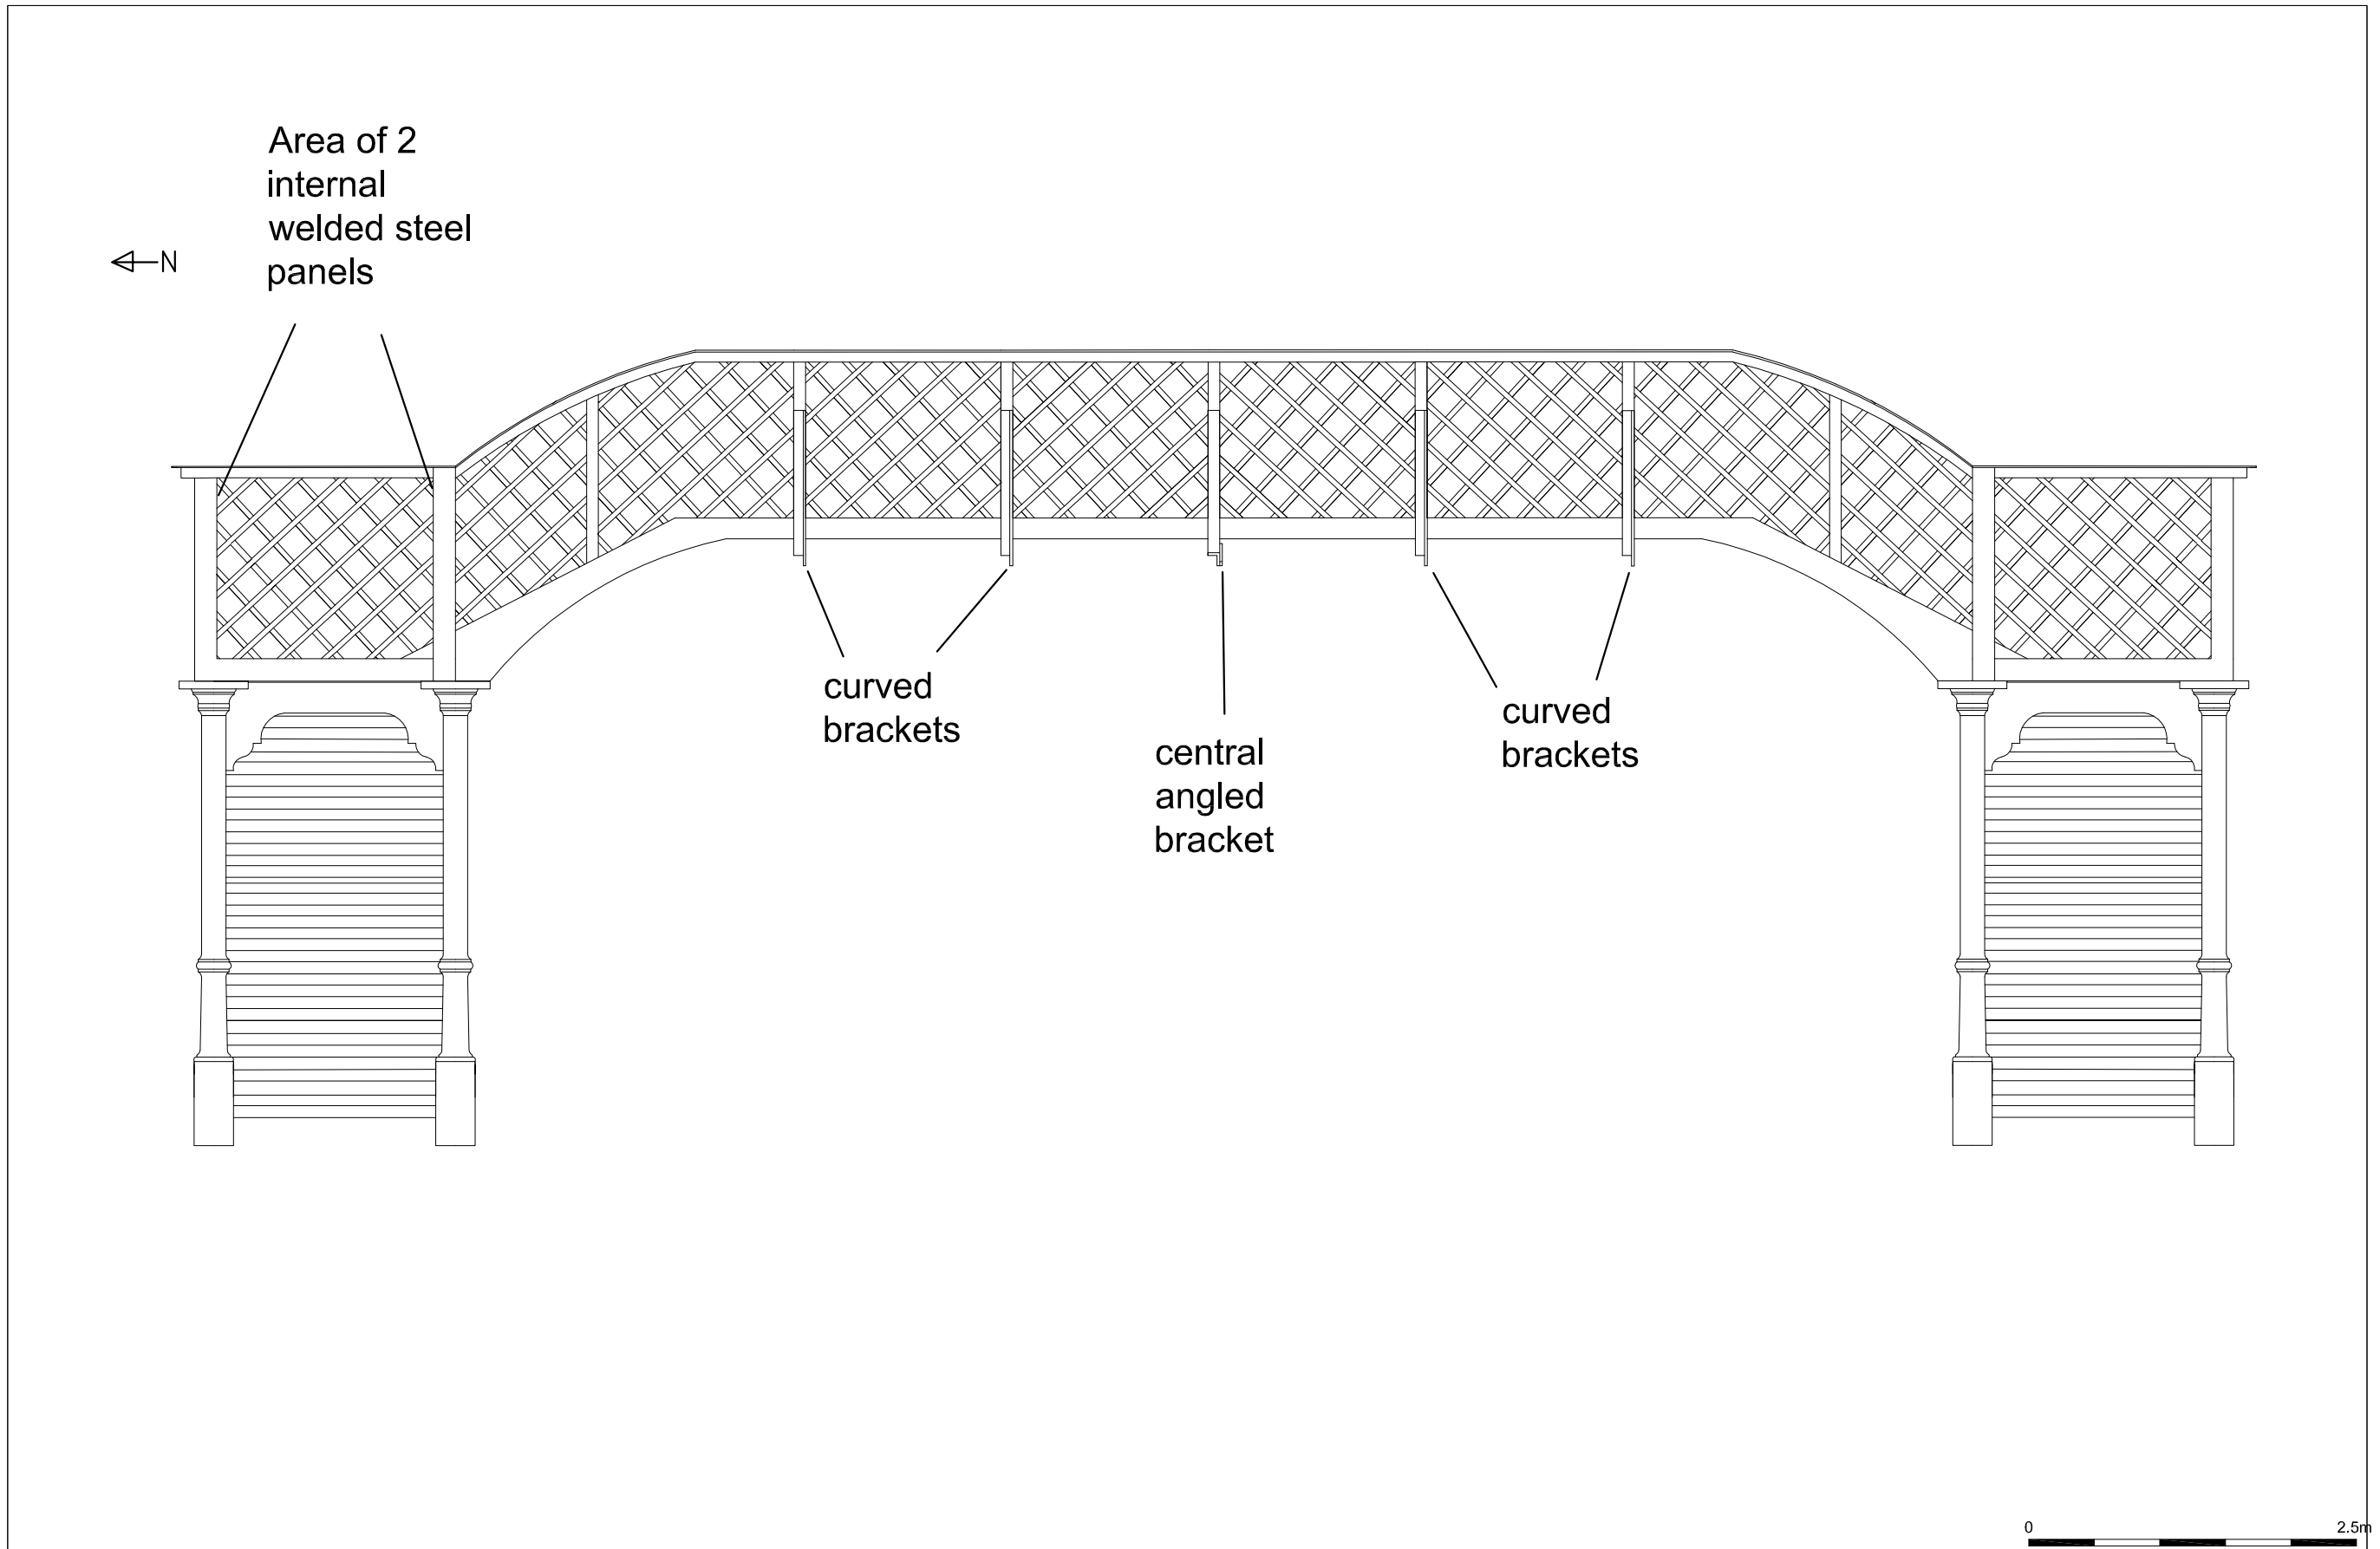 Area of 2
internal
welded steel
panels
N
curved
brackets
central
angled
bracket
curved
brackets
0
2.5m